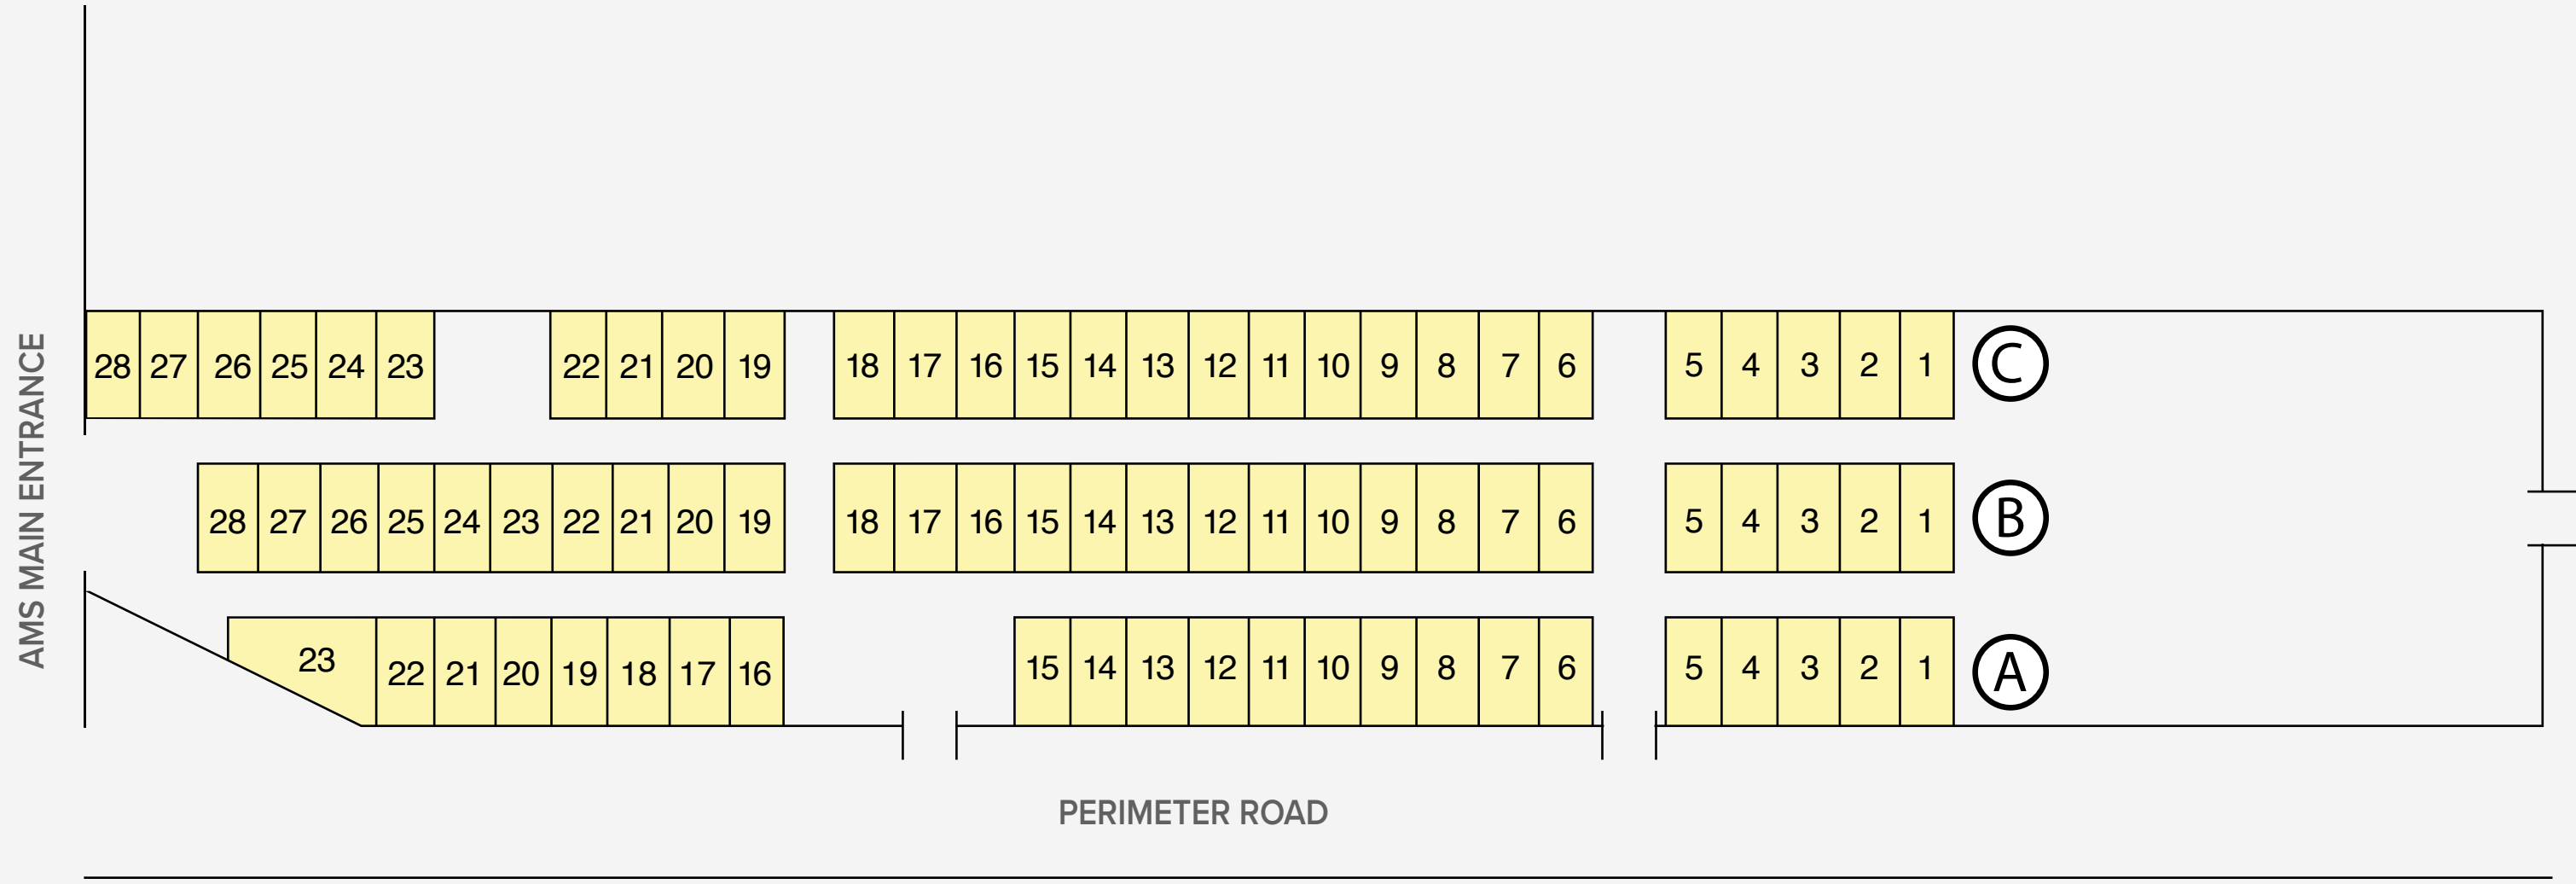 AMS MAIN ENTRANCE
28 27 26 25 24 23 22 21 20 19 18 17 16 15 14 13 12 11 10 9 8 7 6 5 4 3 2 1 C
28 27 26 25 24 23 22 21 20 19 18 17 16 15 14 13 12 11 10 9 8 7 6 5 4 3 2 1 B
23 22 21 20 19 18 17 16 15 14 13 12 11 10 9 8 7 6 5 4 3 2 1 A
PERIMETER ROAD